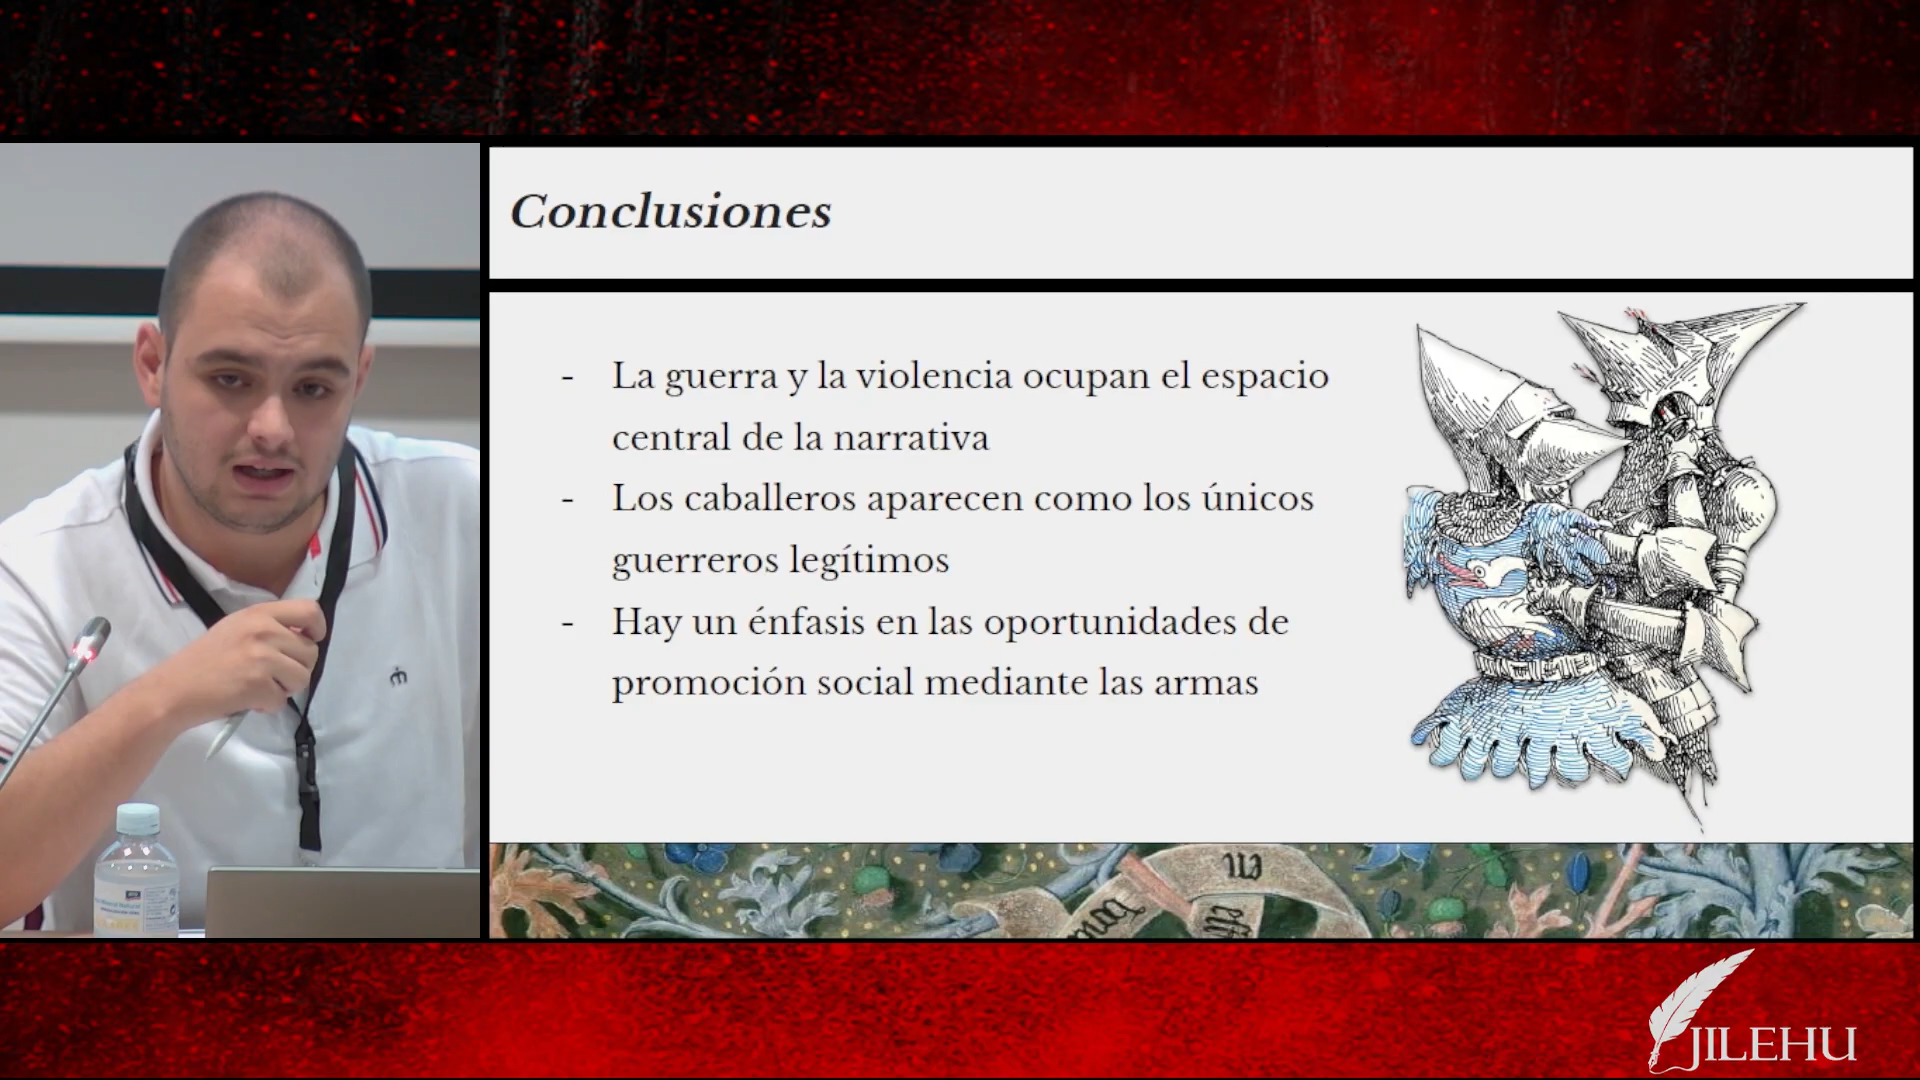 Conclusiones
- La guerra y la violencia ocupan el espacio
central de la narrativa
- Los caballeros aparecen como los únicos
guerreros legítimos
- Hay un énfasis en las oportunidades de
promoción social mediante las armas
en
JILEHU